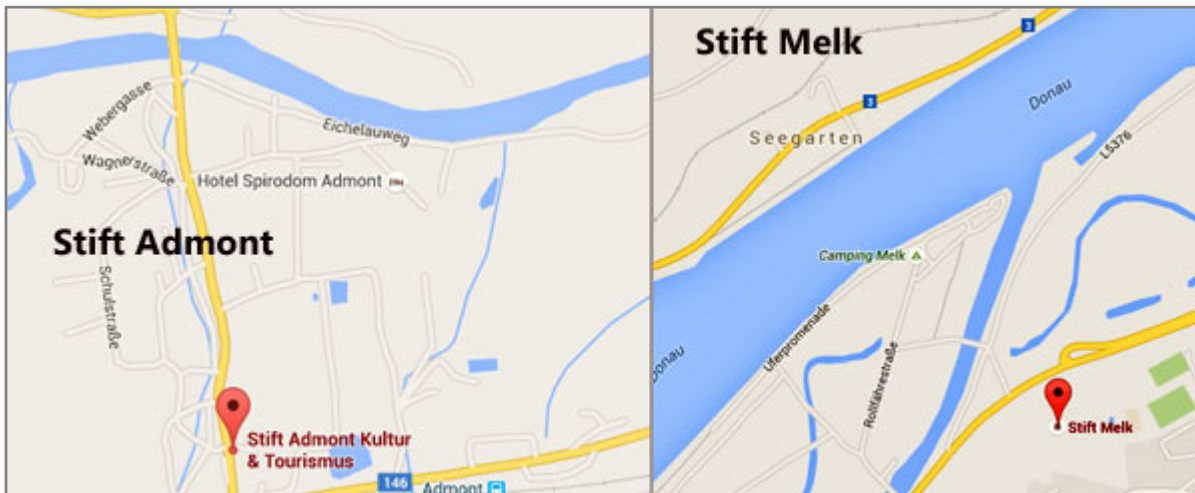 Stift Admont
Webergasse
Wagnerstraße
Eichelauweg
Hotel Spirodom Admont
Schulstraße
Stift Admont Kultur
& Tourismus
146
Admont
Stift Melk
3
3
Donau
Seegarten
L5376
Camping Melk
Uferpromenade
Donau
Rollfährestraße
Stift Melk